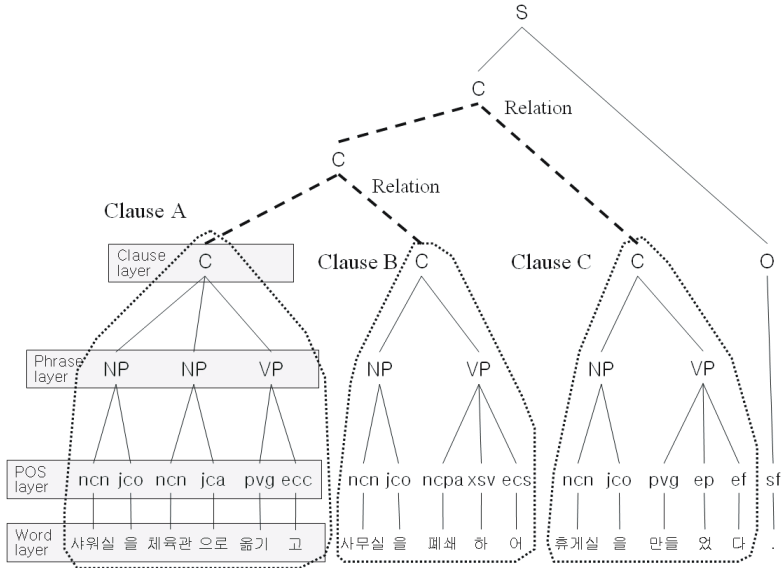 S
C
Relation
C
Relation
Clause A
Clause layer
C
Clause B
C
Clause C
C
O
Phrase layer
NP NP VP NP VP NP VP
POS layer
ncn jco ncn jca pvg ecc ncn jco ncpa xsv ecs ncn jco pvg ep ef sf
Word layer
샤워실 을 체육관 으로 옮기 고 사무실 을 폐쇄 하 어 휴게실 을 만들 었 다 .